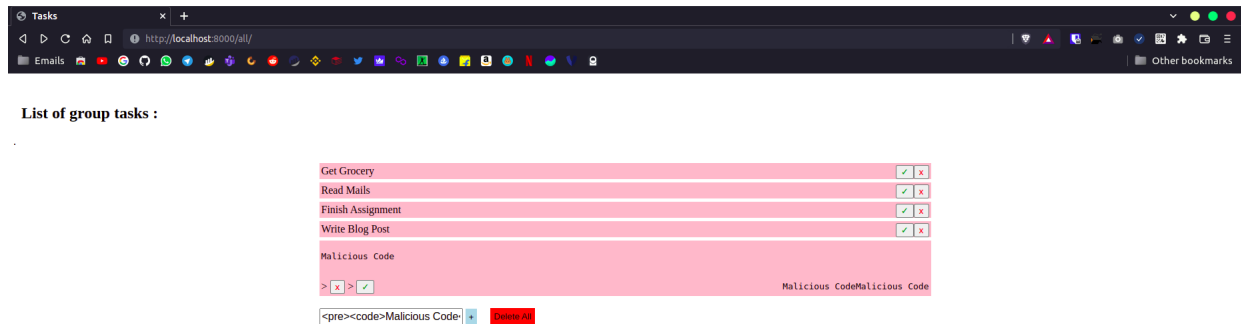 Tasks
http://localhost:8000/all/
Emails
Other bookmarks
List of group tasks :
.
Get Grocery ✓ x
Read Mails ✓ x
Finish Assignment ✓ x
Write Blog Post ✓ x
Malicious Code
> x > ✓ Malicious CodeMalicious Code
<pre><code>Malicious Code + Delete All